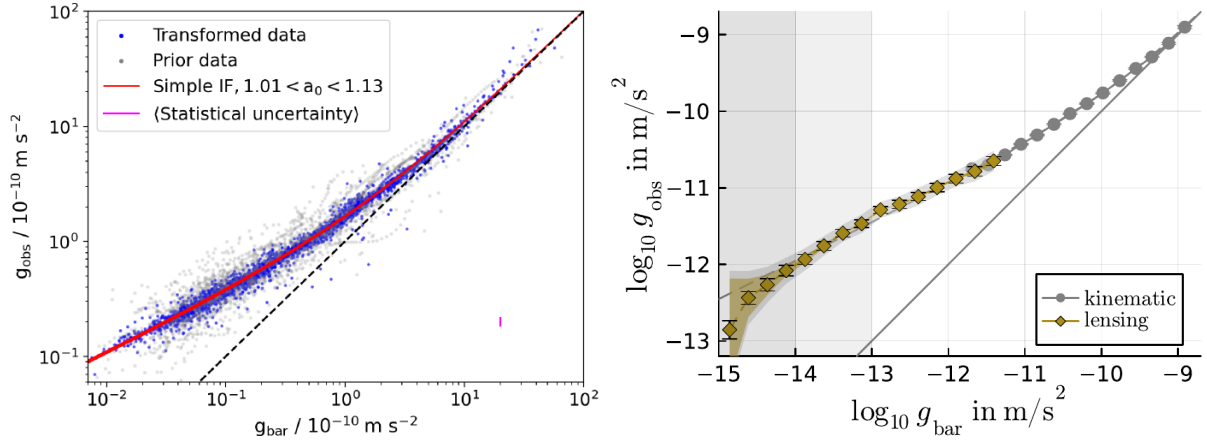 10²
10¹
10⁰
10⁻¹
g_obs / 10⁻¹⁰ m s⁻²
Transformed data
Prior data
Simple IF, 1.01 < a₀ < 1.13
⟨Statistical uncertainty⟩
10⁻² 10⁻¹ 10⁰ 10¹ 10²
g_bar / 10⁻¹⁰ m s⁻²
−9
−10
−11
−12
−13
log₁₀ g_obs in m/s²
kinematic
lensing
−15 −14 −13 −12 −11 −10 −9
log₁₀ g_bar in m/s²